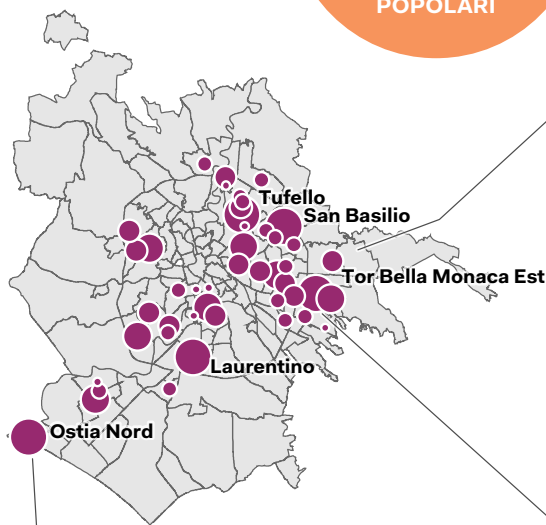 POPOLARI
Tufello
San Basilio
Tor Bella Monaca Est
Laurentino
Ostia Nord